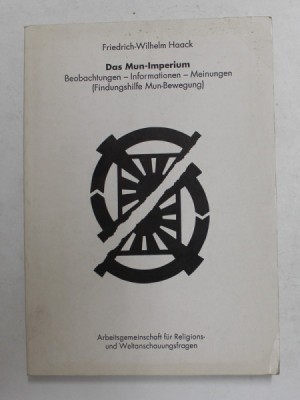 Friedrich-Wilhelm Haack
Das Mun-Imperium
Beobachtungen – Informationen – Meinungen
(Findungshilfe Mun-Bewegung)
Arbeitsgemeinschaft für Religions-
und Weltanschauungsfragen